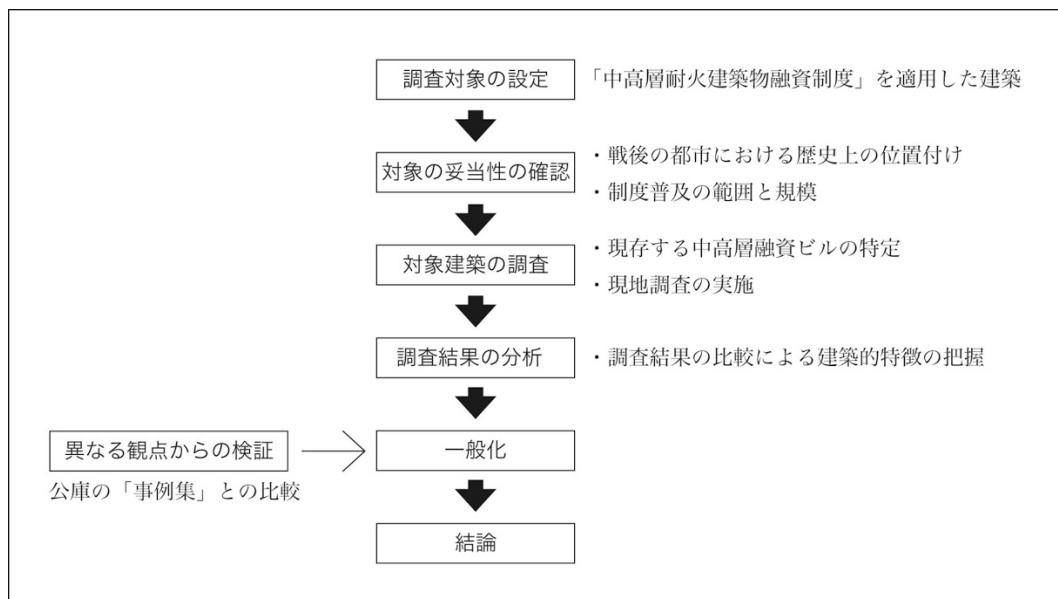 調査対象の設定
「中高層耐火建築物融資制度」を適用した建築
対象の妥当性の確認
・戦後の都市における歴史上の位置付け
・制度普及の範囲と規模
対象建築の調査
・現存する中高層融資ビルの特定
・現地調査の実施
調査結果の分析
・調査結果の比較による建築的特徴の把握
異なる観点からの検証
公庫の「事例集」との比較
一般化
結論